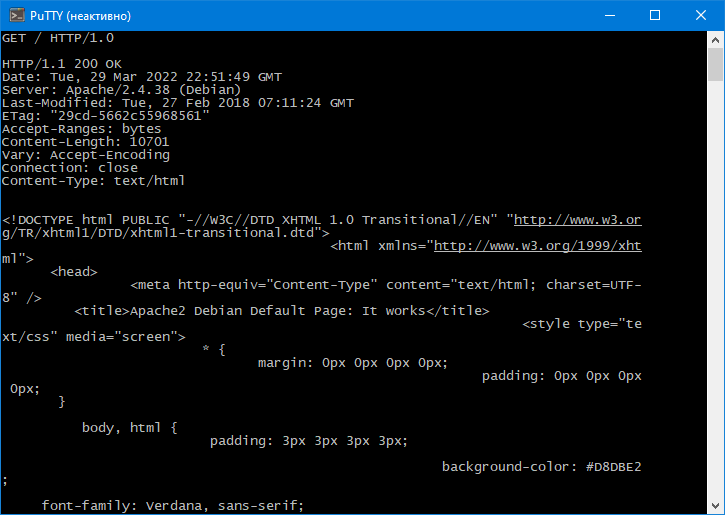 PuTTY (неактивно)
GET / HTTP/1.0
HTTP/1.1 200 OK
Date: Tue, 29 Mar 2022 22:51:49 GMT
Server: Apache/2.4.38 (Debian)
Last-Modified: Tue, 27 Feb 2018 07:11:24 GMT
ETag: "29cd-5662c55968561"
Accept-Ranges: bytes
Content-Length: 10701
Vary: Accept-Encoding
Connection: close
Content-Type: text/html
<!DOCTYPE html PUBLIC "-//W3C//DTD XHTML 1.0 Transitional//EN" "http://www.w3.or
g/TR/xhtml1/DTD/xhtml1-transitional.dtd">
<html xmlns="http://www.w3.org/1999/xht
ml">
<head>
<meta http-equiv="Content-Type" content="text/html; charset=UTF-
8" />
<title>Apache2 Debian Default Page: It works</title>
<style type="te
xt/css" media="screen">
* {
margin: 0px 0px 0px 0px;
padding: 0px 0px 0px
0px;
}
body, html {
padding: 3px 3px 3px 3px;
background-color: #D8DBE2
;
font-family: Verdana, sans-serif;